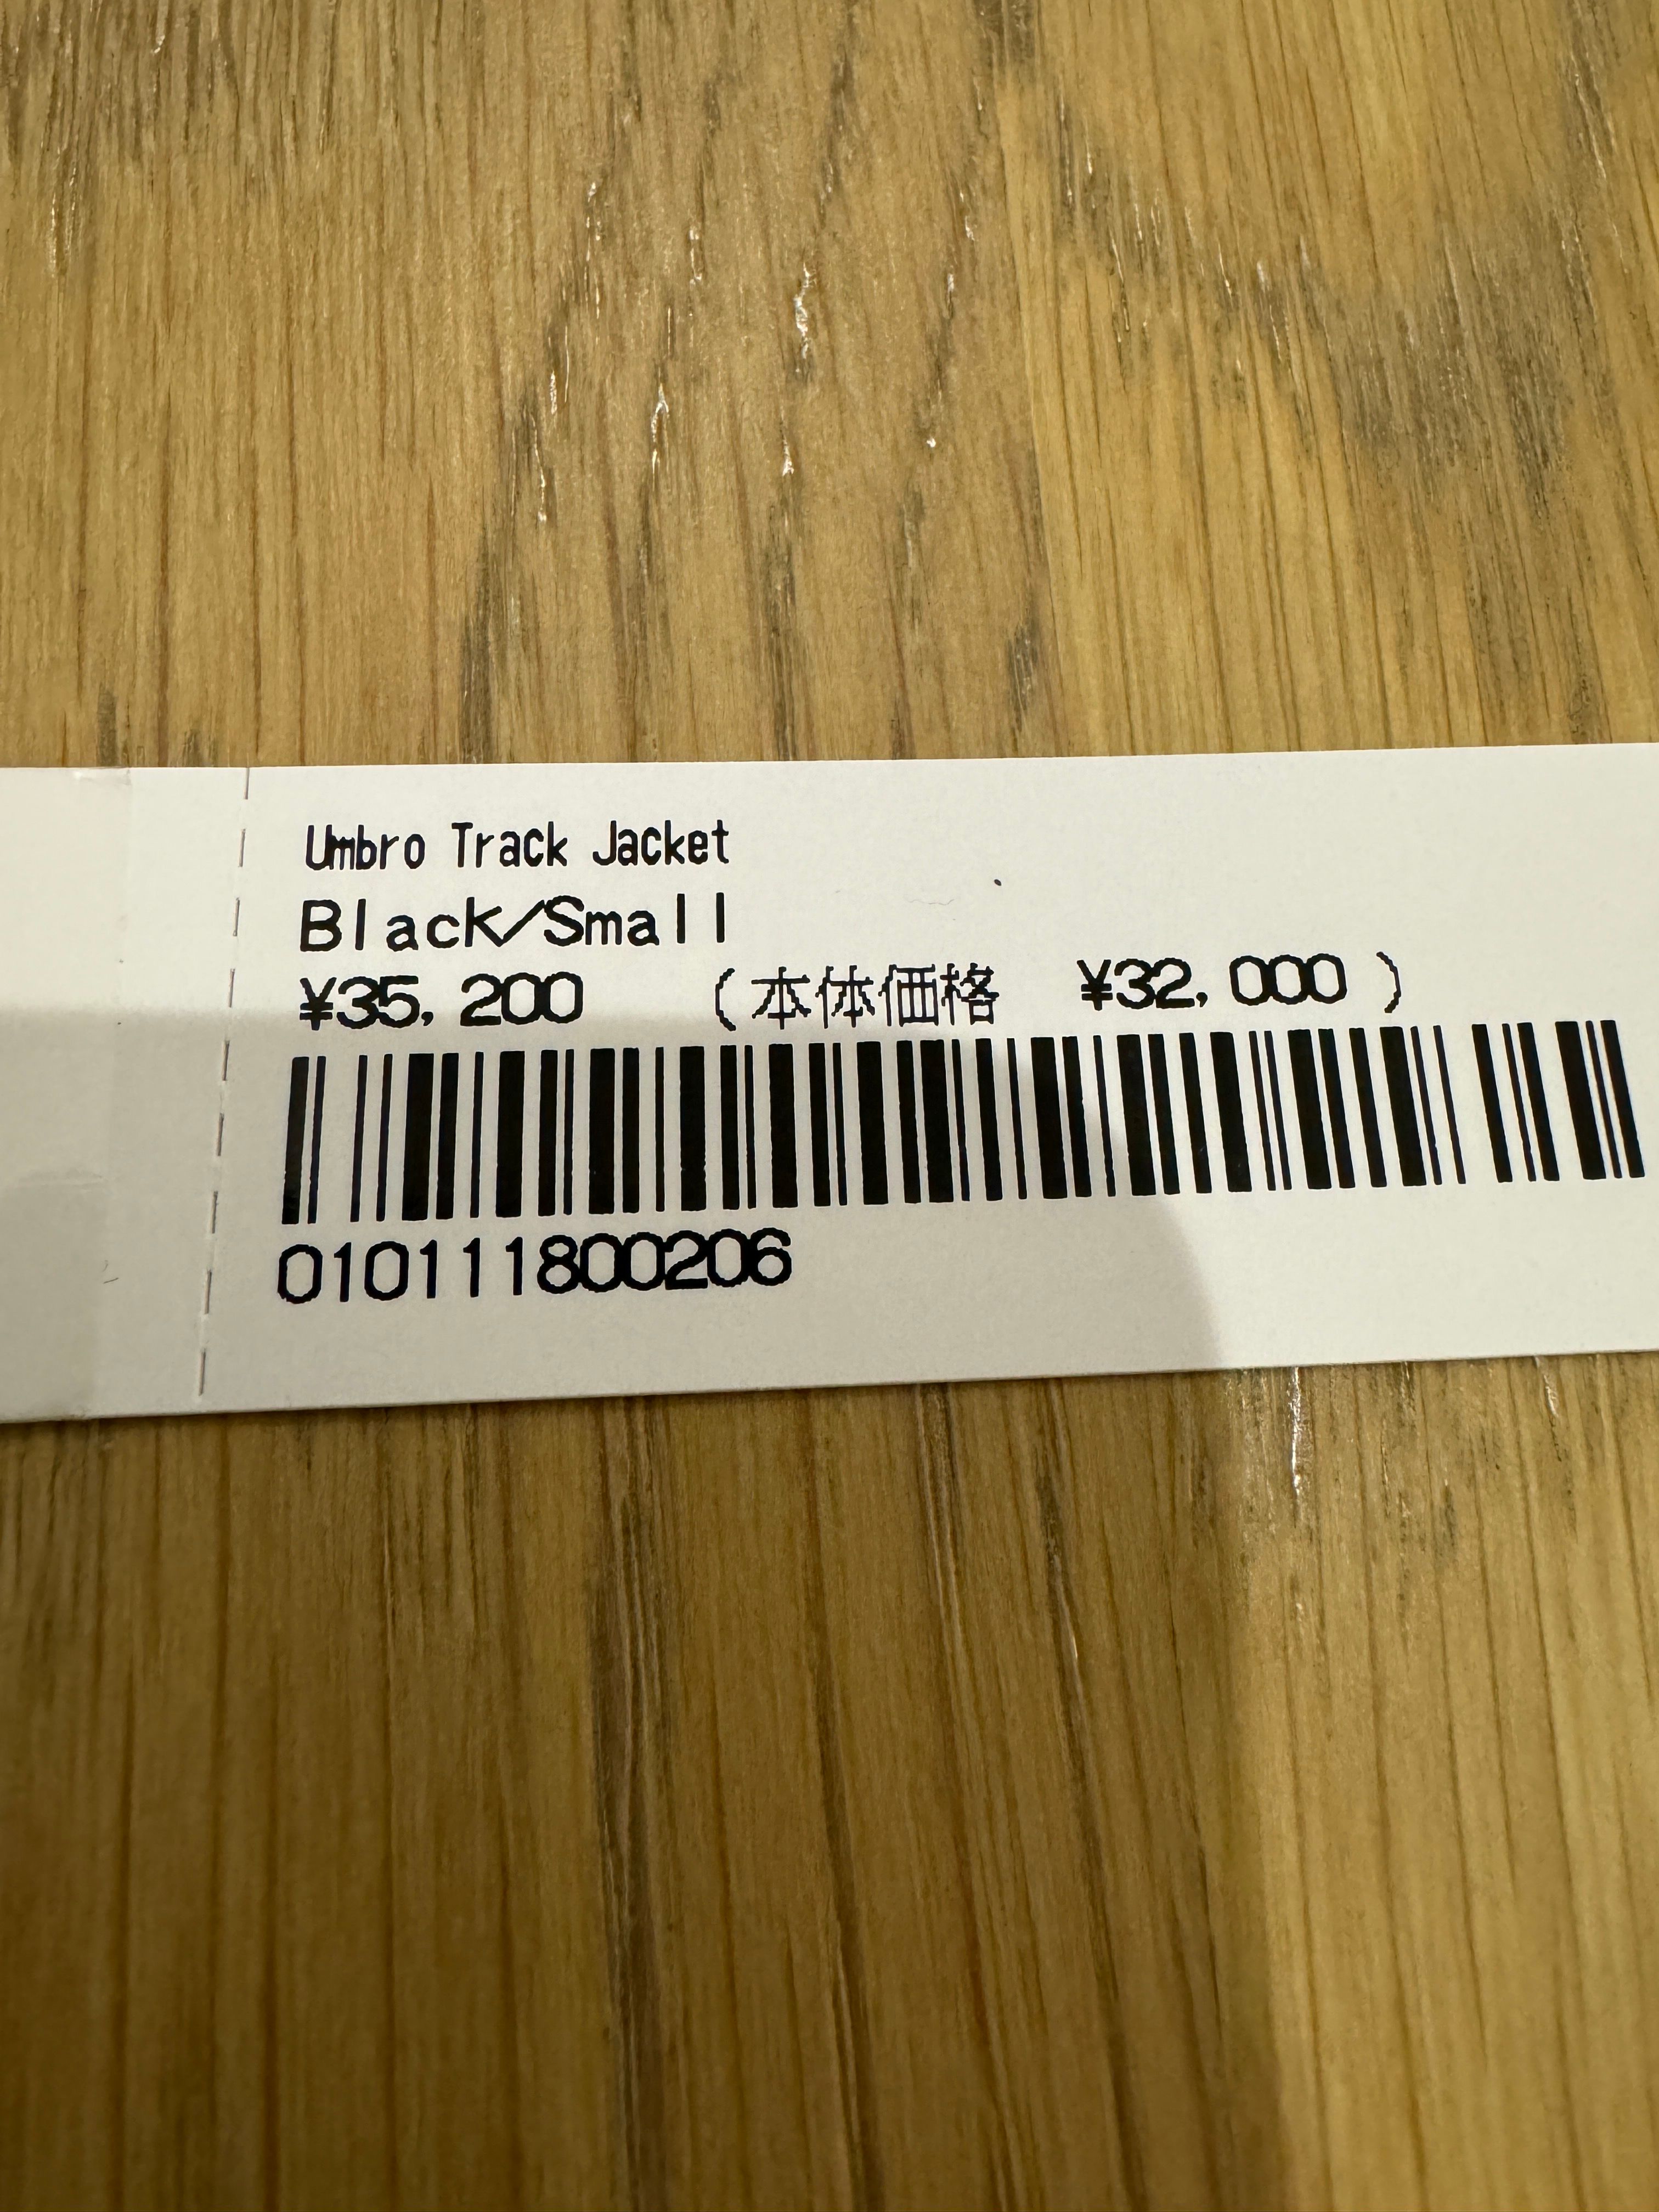 Umbro Track Jacket
Black/Small
¥35,200 (本体価格 ¥32,000)
010111800206